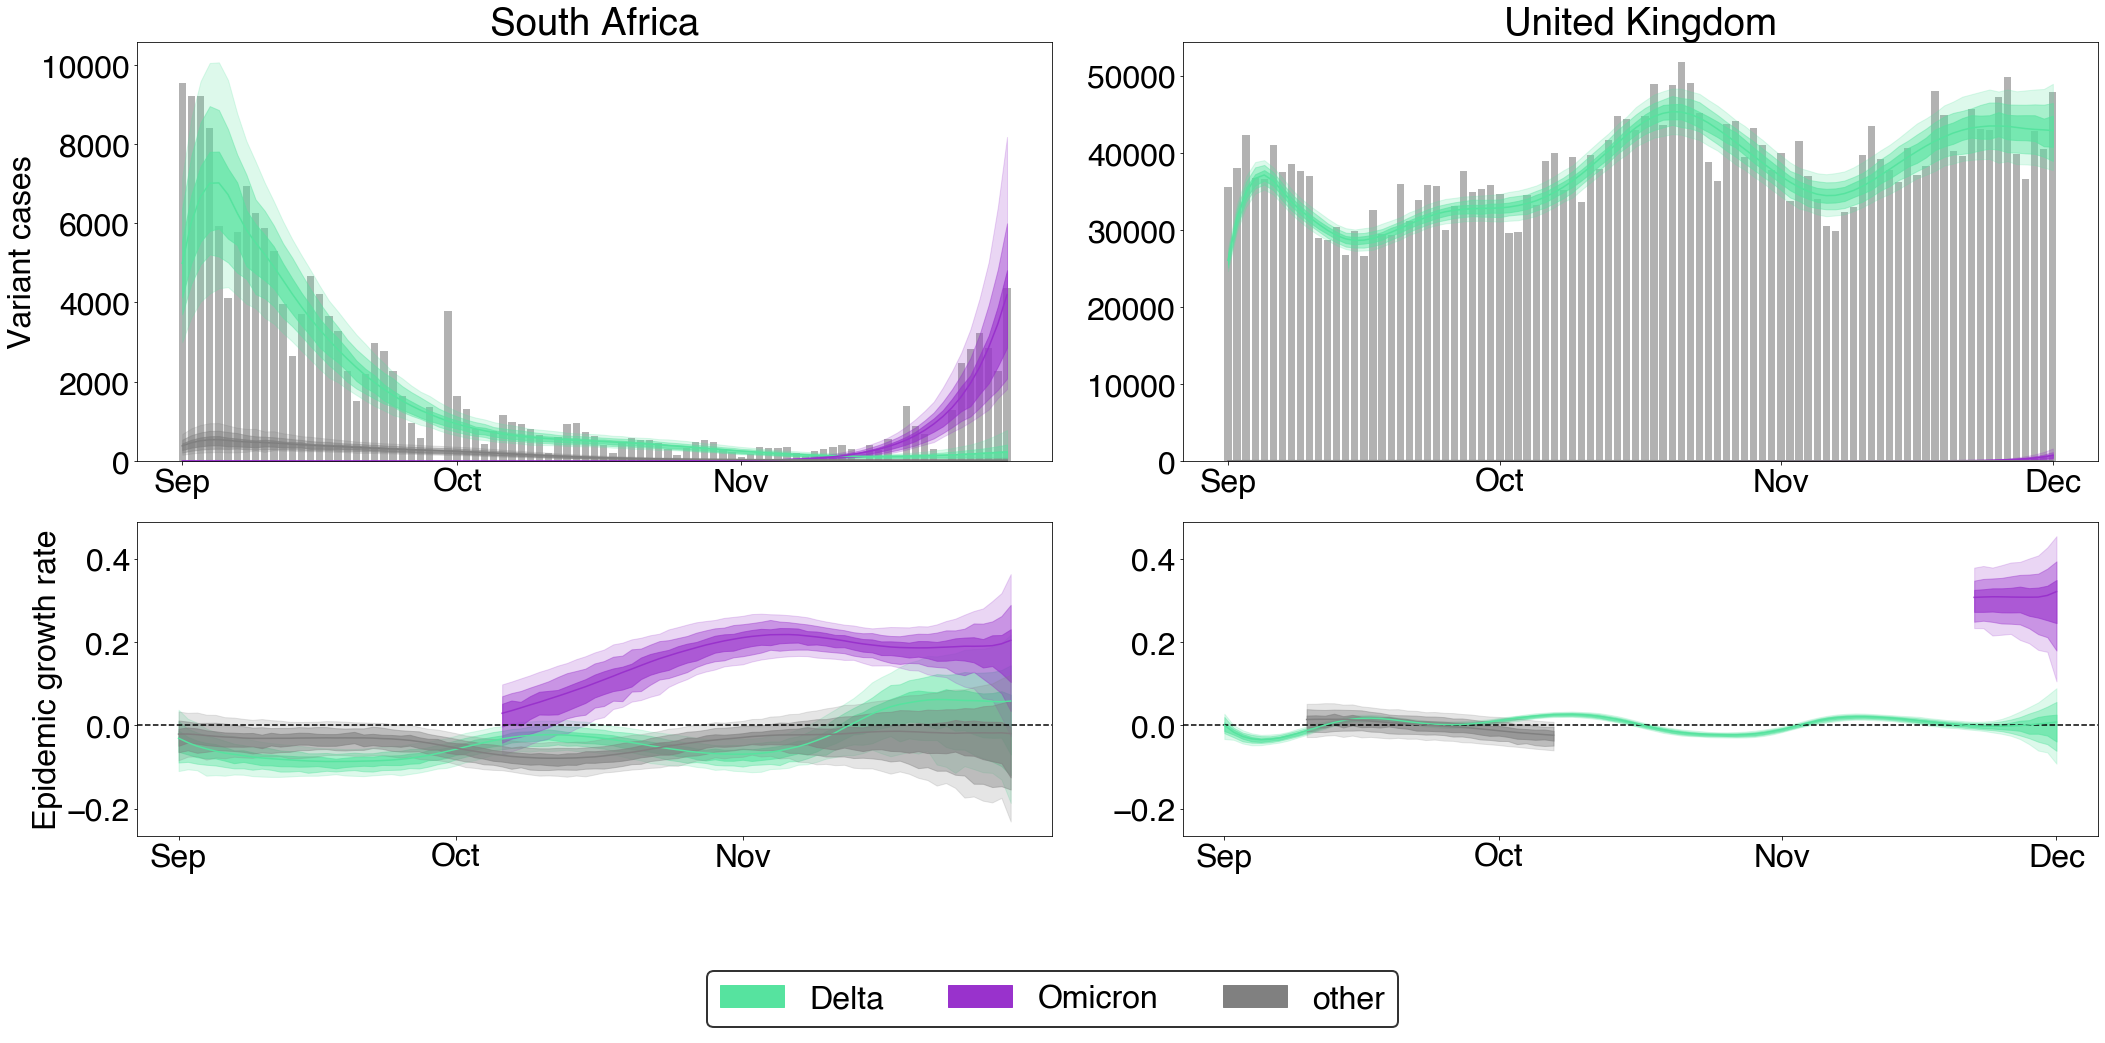 South Africa
United Kingdom
Variant cases
10000
8000
6000
4000
2000
0
Sep Oct Nov
50000
40000
30000
20000
10000
0
Sep Oct Nov Dec
Epidemic growth rate
0.4
0.2
0.0
−0.2
Sep Oct Nov
0.4
0.2
0.0
−0.2
Sep Oct Nov Dec
Delta Omicron other